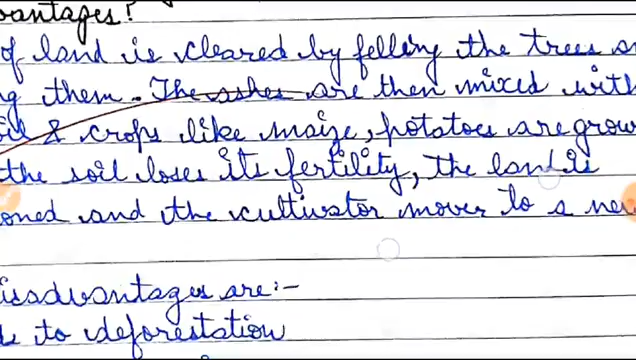 vantages?
of land is cleared by felling the trees a
g them. The ashes are then mixed with
& crops like maize, potatoes are grow
the soil loses its fertility, the land is
oned and the cultivator mover to a new
isadvantages are:-
s to deforestation